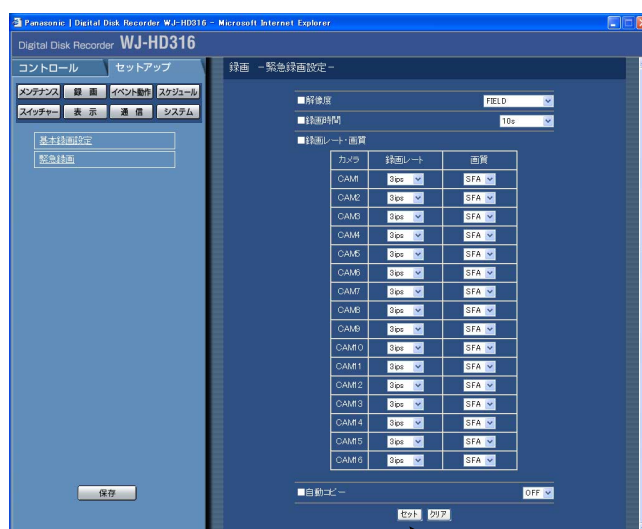 Panasonic | Digital Disk Recorder WJ-HD316 - Microsoft Internet Explorer
Digital Disk Recorder WJ-HD316
コントロール セットアップ
録画 -緊急録画設定-
メンテナンス 録 画 イベント動作 スケジュール
スイッチャー 表 示 通 信 システム
基本録画設定
緊急録画
■解像度 FIELD
■録画時間 10s
■録画レート・画質
カメラ 録画レート 画質
CAM1 3ips SFA
CAM2 3ips SFA
CAM3 3ips SFA
CAM4 3ips SFA
CAM5 3ips SFA
CAM6 3ips SFA
CAM7 3ips SFA
CAM8 3ips SFA
CAM9 3ips SFA
CAM10 3ips SFA
CAM11 3ips SFA
CAM12 3ips SFA
CAM13 3ips SFA
CAM14 3ips SFA
CAM15 3ips SFA
CAM16 3ips SFA
保存
■自動コピー OFF
セット クリア